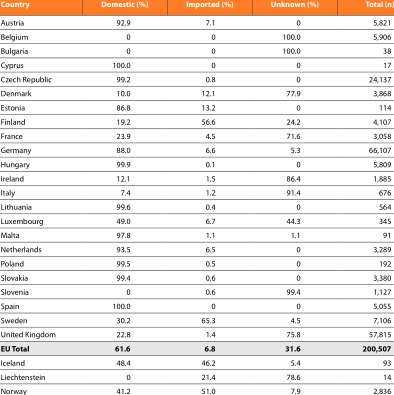 Country Domestic (%) Imported (%) Unknown (%) Total (n)
Austria 92.9 7.1 0 5,821
Belgium 0 0 100.0 5,906
Bulgaria 0 0 100.0 38
Cyprus 100.0 0 0 17
Czech Republic 99.2 0.8 0 24,137
Denmark 10.0 12.1 77.9 3,868
Estonia 86.8 13.2 0 114
Finland 19.2 56.6 24.2 4,107
France 23.9 4.5 71.6 3,058
Germany 88.0 6.6 5.3 66,107
Hungary 99.9 0.1 0 5,809
Ireland 12.1 1.5 86.4 1,885
Italy 7.4 1.2 91.4 676
Lithuania 99.6 0.4 0 564
Luxembourg 49.0 6.7 44.3 345
Malta 97.8 1.1 1.1 91
Netherlands 93.5 6.5 0 3,289
Poland 99.5 0.5 0 192
Slovakia 99.4 0.6 0 3,380
Slovenia 0 0.6 99.4 1,127
Spain 100.0 0 0 5,055
Sweden 30.2 65.3 4.5 7,106
United Kingdom 22.8 1.4 75.8 57,815
EU Total 61.6 6.8 31.6 200,507
Iceland 48.4 46.2 5.4 93
Liechtenstein 0 21.4 78.6 14
Norway 41.2 51.0 7.9 2,836